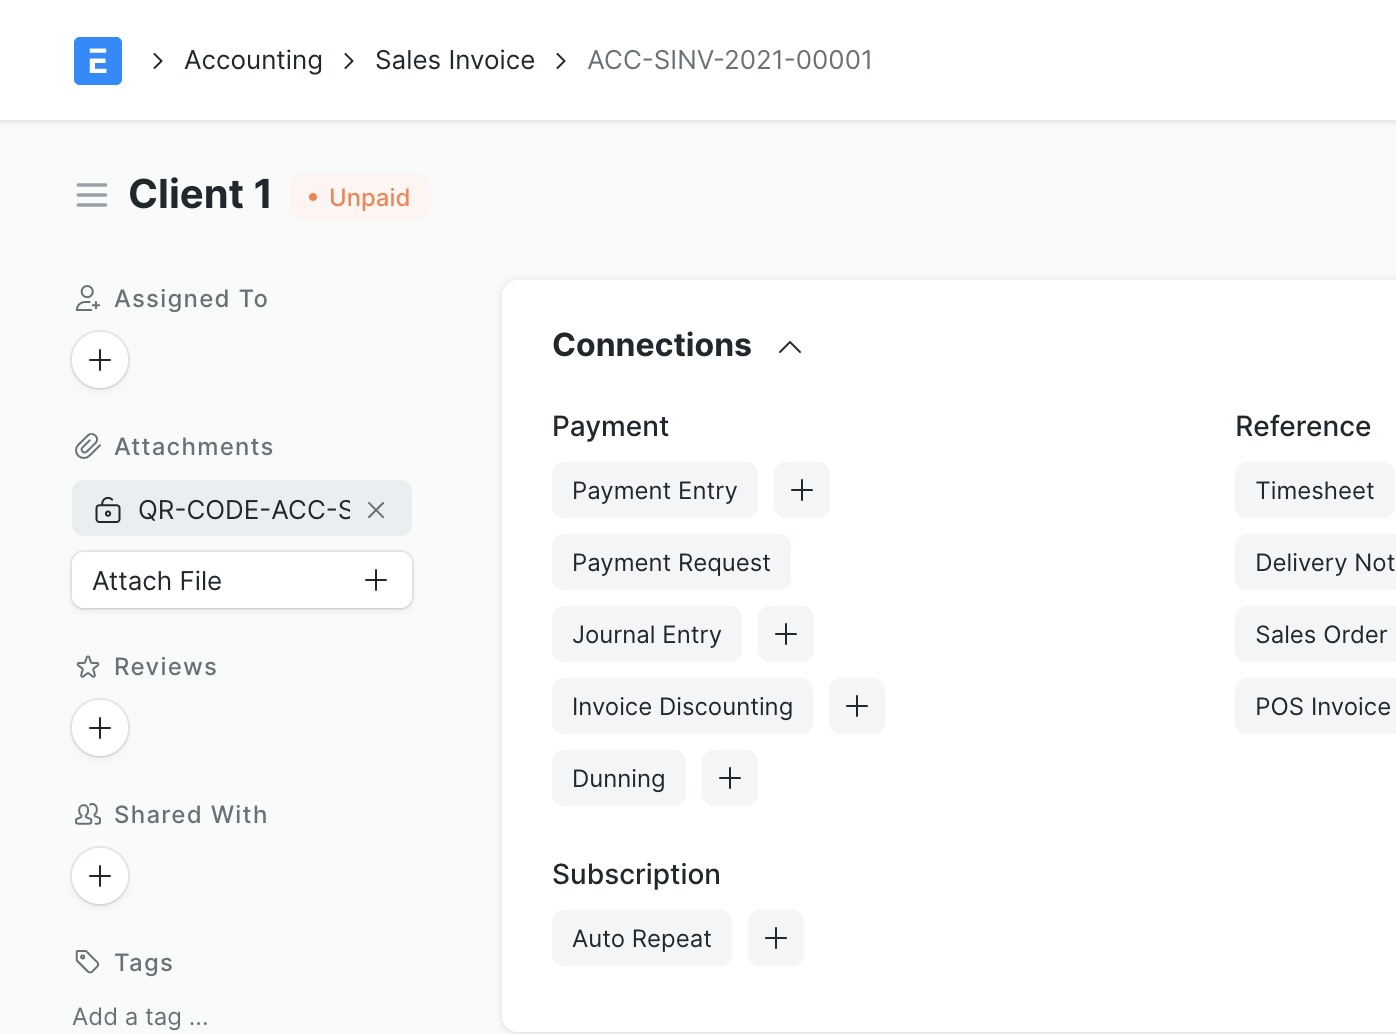 E
Accounting
Sales Invoice
ACC-SINV-2021-00001
Client 1
Unpaid
Assigned To
Attachments
QR-CODE-ACC-S
Attach File
Reviews
Shared With
Tags
Add a tag ...
Connections
Payment
Payment Entry
Payment Request
Journal Entry
Invoice Discounting
Dunning
Subscription
Auto Repeat
Reference
Timesheet
Delivery Not
Sales Order
POS Invoice